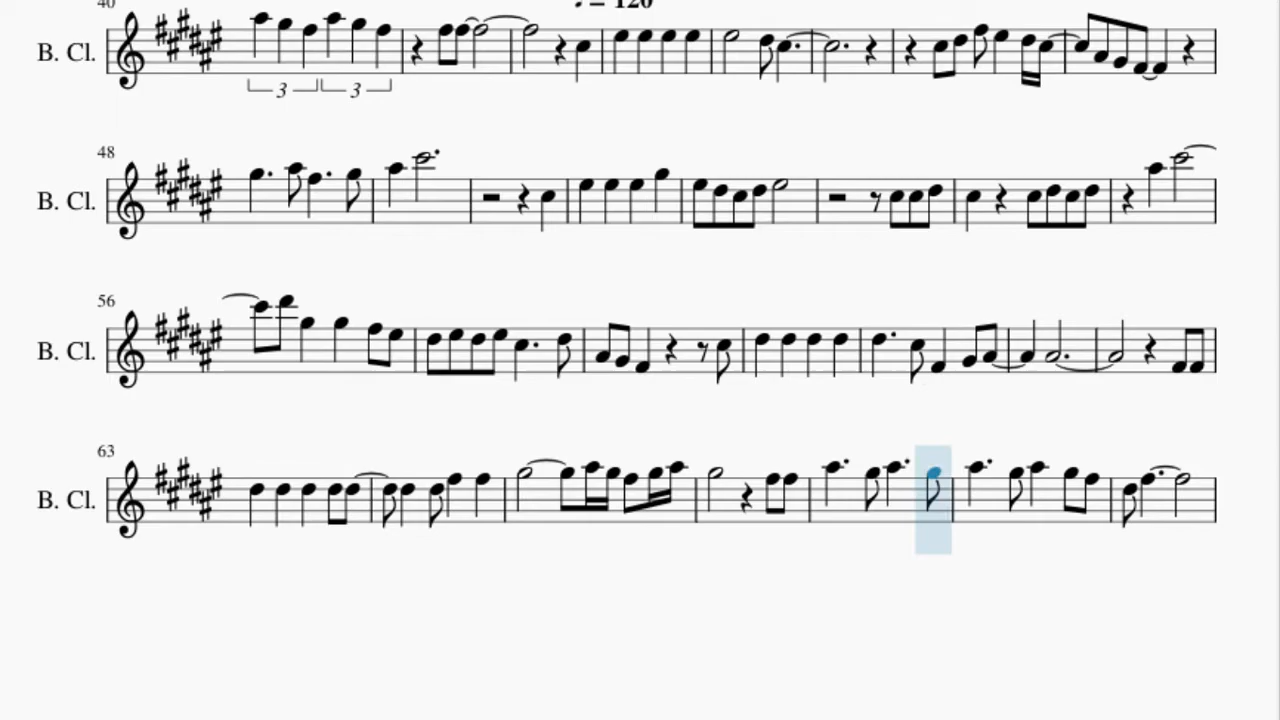 40
♩ = 120
B. Cl.
3 3
48
B. Cl.
56
B. Cl.
63
B. Cl.